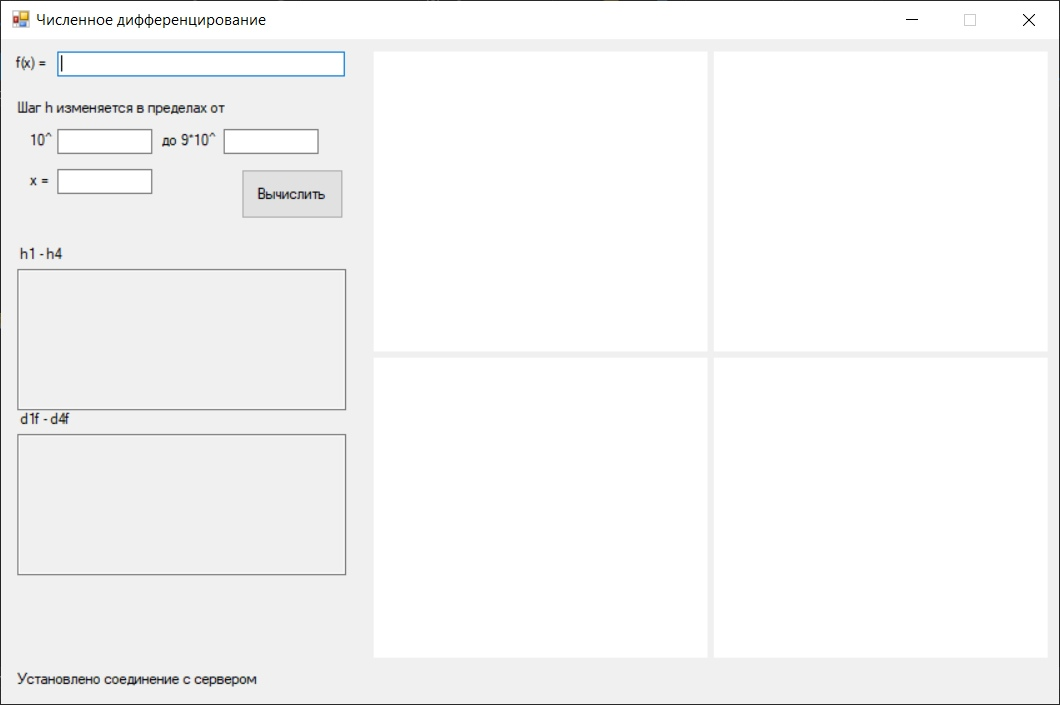 Численное дифференцирование
f(x) =
Шаг h изменяется в пределах от
10^ до 9*10^
x =
Вычислить
h1 - h4
d1f - d4f
Установлено соединение с сервером